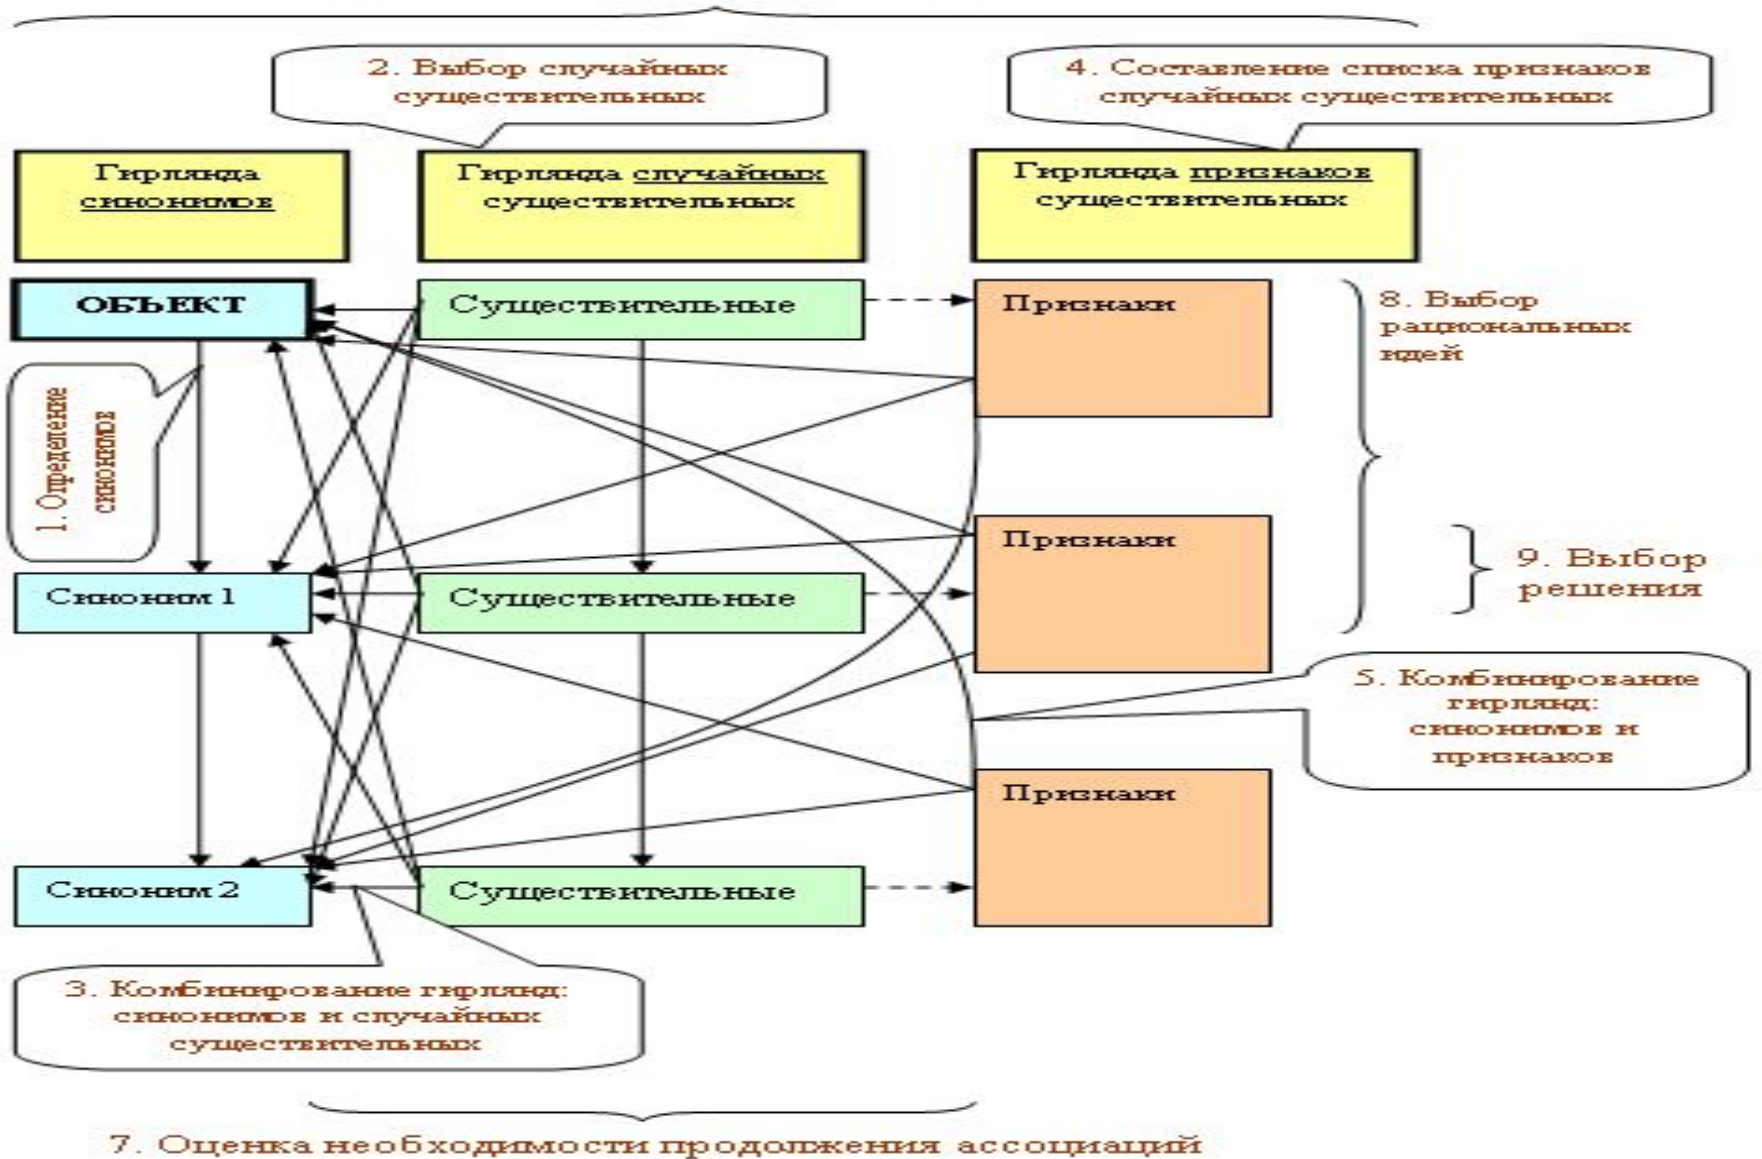 2. Выбор случайных
существительных
4. Составление списка признаков
случайных существительных
Гирлянда
синонимов
Гирлянда случайных
существительных
Гирлянда признаков
существительных
ОБЪЕКТ
Существительные
Признаки
8. Выбор
рациональных
идей
1. Определение
синонимов
Синоним 1
Существительные
Признаки
9. Выбор
решения
5. Комбинирование
гирлянд:
синонимов и
признаков
Синоним 2
Существительные
Признаки
3. Комбинирование гирлянд:
синонимов и случайных
существительных
7. Оценка необходимости продолжения ассоциаций